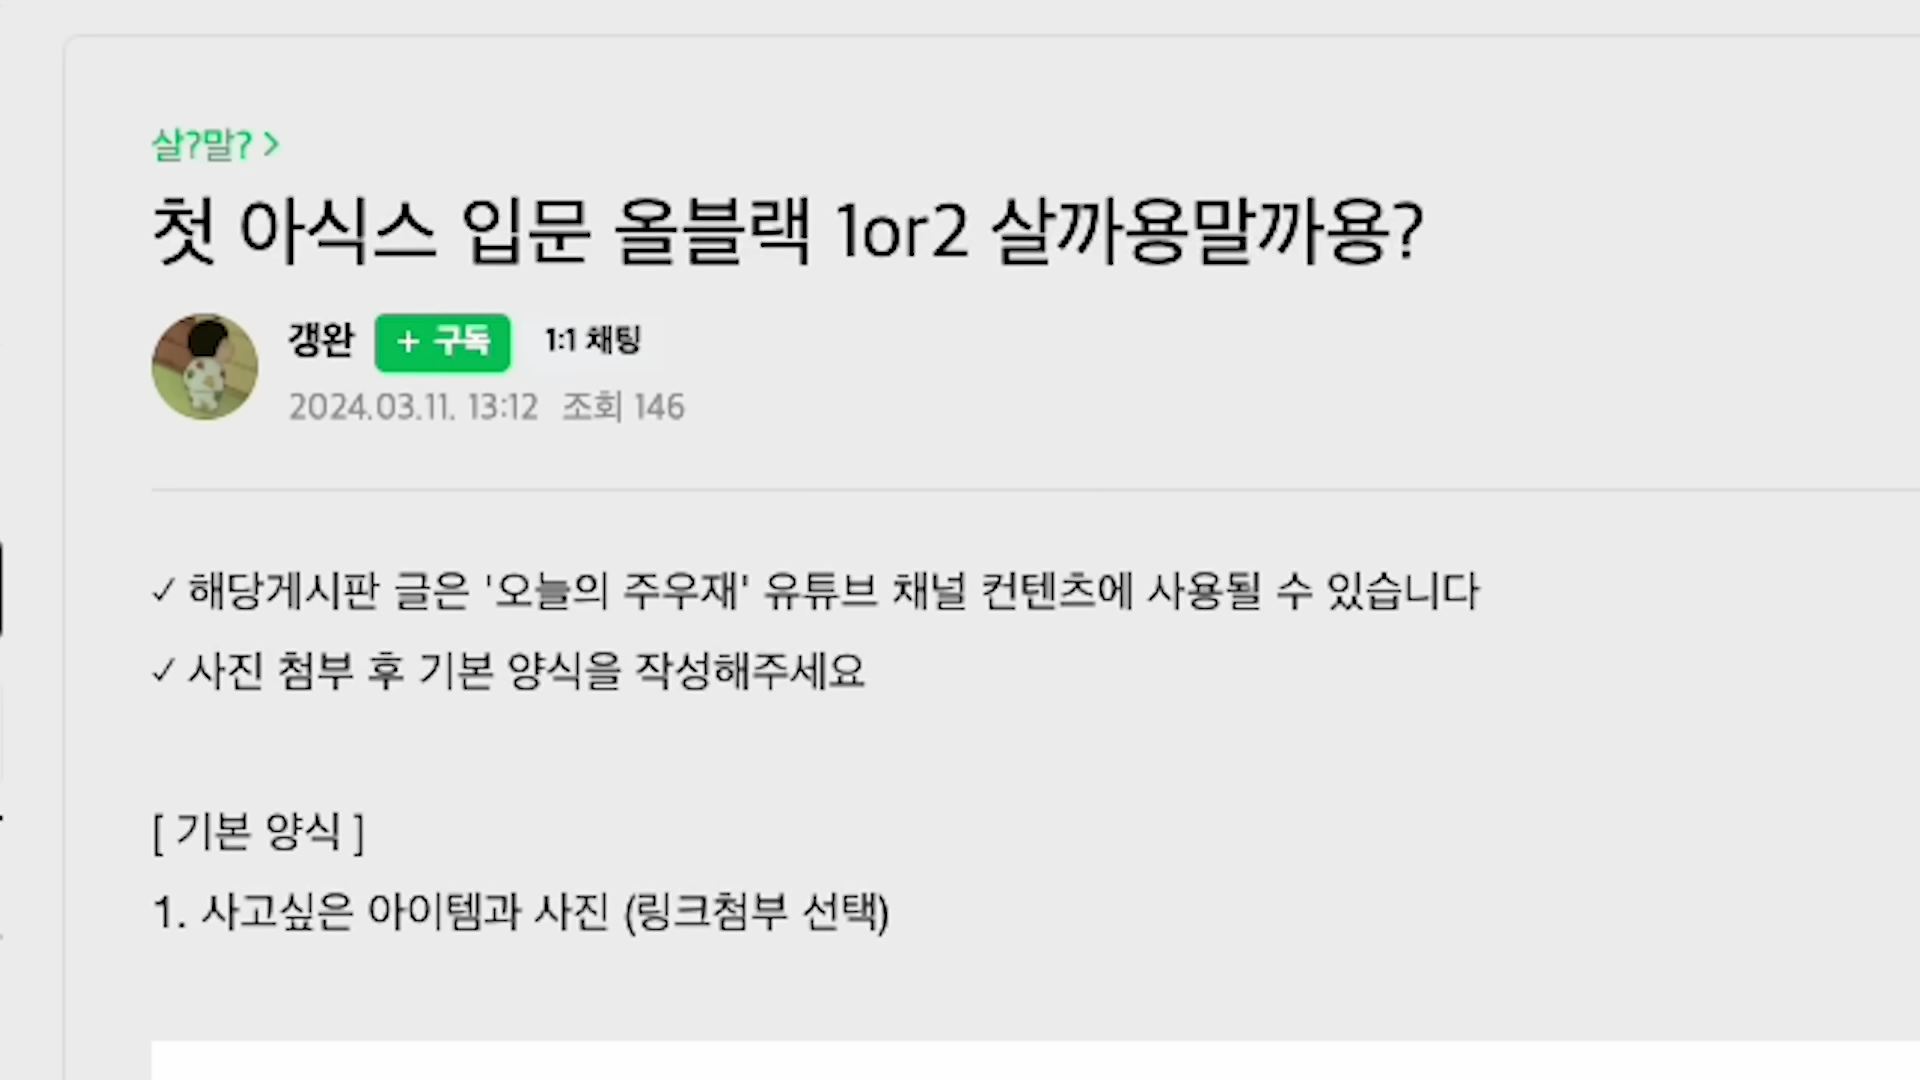 살?말? >
첫 아식스 입문 올블랙 1or2 살까용말까용?
갱완 + 구독 1:1 채팅
2024.03.11. 13:12 조회 146
✓ 해당게시판 글은 '오늘의 주우재' 유튜브 채널 컨텐츠에 사용될 수 있습니다
✓ 사진 첨부 후 기본 양식을 작성해주세요
[ 기본 양식 ]
1. 사고싶은 아이템과 사진 (링크첨부 선택)